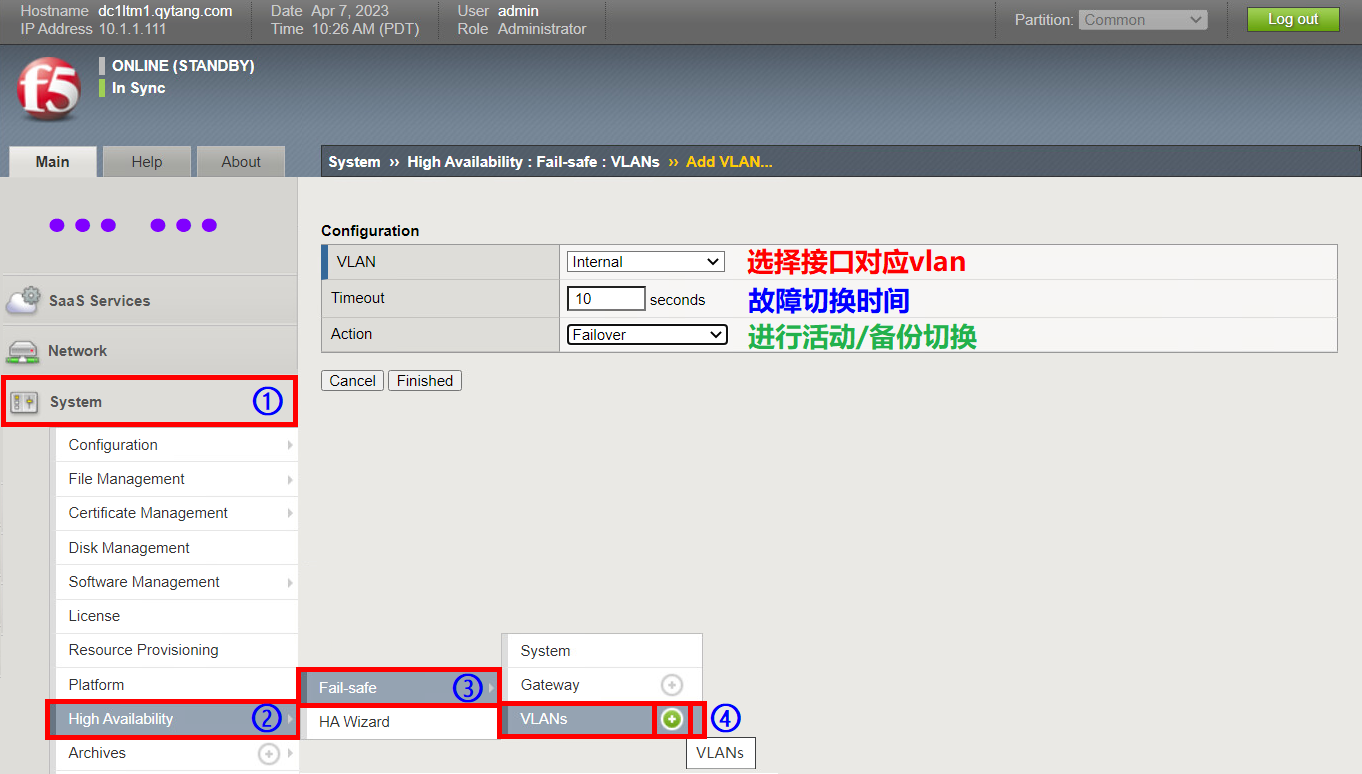 Hostname dc1ltm1.qytang.com Date Apr 7, 2023 User admin Partition: Common Log out
IP Address 10.1.1.111 Time 10:26 AM (PDT) Role Administrator
f5
ONLINE (STANDBY)
In Sync
Main Help About
System ›› High Availability : Fail-safe : VLANs ›› Add VLAN...
Configuration
VLAN Internal 选择接口对应vlan
Timeout 10 seconds 故障切换时间
Action Failover 进行活动/备份切换
Cancel Finished
SaaS Services
Network
System ①
Configuration
File Management
Certificate Management
Disk Management
Software Management
License
Resource Provisioning
Platform
High Availability ②
Archives
Fail-safe ③
HA Wizard
System
Gateway
VLANs ④
VLANs